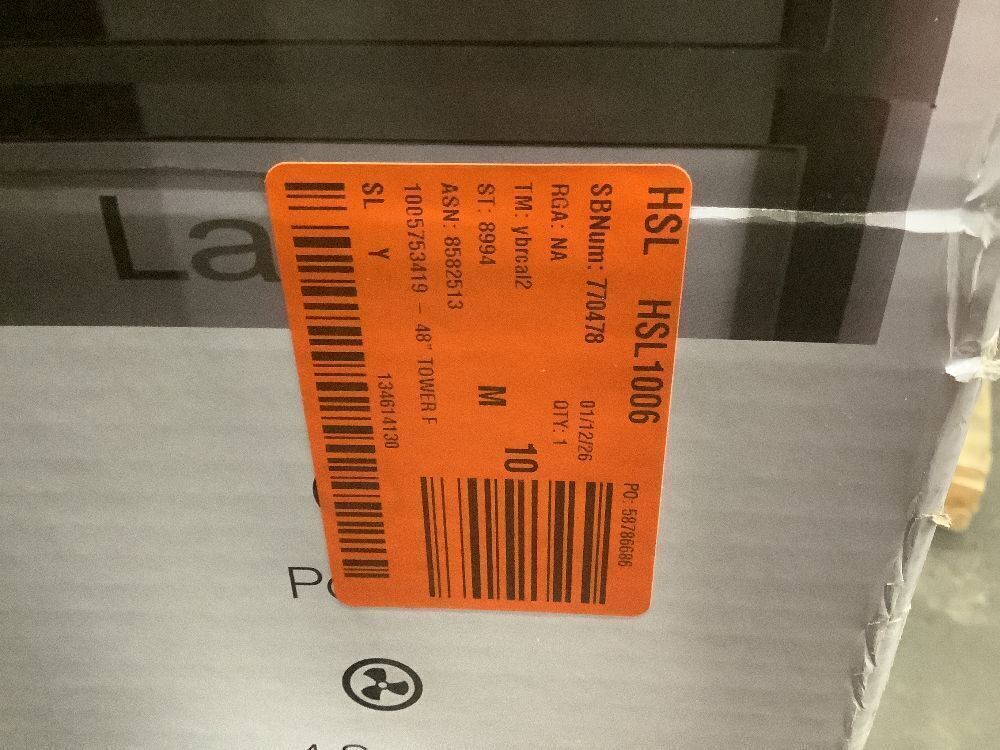 HSL HSL1006
PO: 58786686
SBNum: 770478 01/12/26
RGA: NA QTY: 1
TM: ybrcal2 10
ST: 8994 M
ASN: 8582513
1005753419 - 48" TOWER F
SL Y 134614130
La